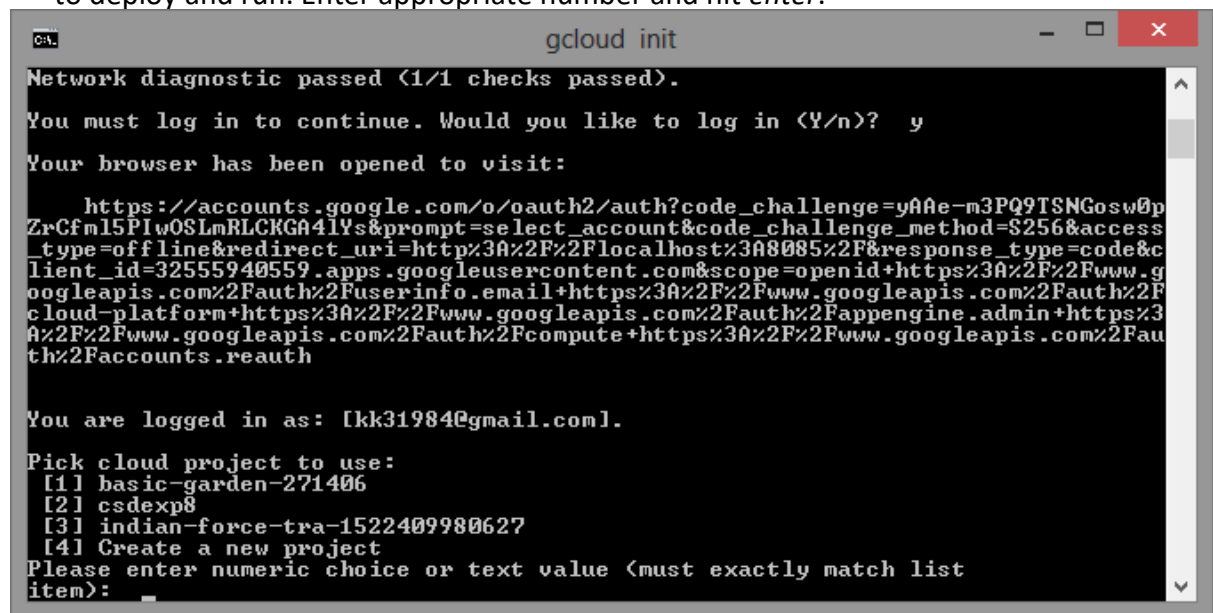 to deploy and run. Enter appropriate number and hit enter.
gcloud init
Network diagnostic passed (1/1 checks passed).
You must log in to continue. Would you like to log in (Y/n)? y
Your browser has been opened to visit:
https://accounts.google.com/o/oauth2/auth?code_challenge=yAAe-m3PQ9TSNGosw0p
ZrCfml5PIwOSLmRLCKGA4lYs&prompt=select_account&code_challenge_method=S256&access
_type=offline&redirect_uri=http%3A%2F%2Flocalhost%3A8085%2F&response_type=code&c
lient_id=32555940559.apps.googleusercontent.com&scope=openid+https%3A%2F%2Fwww.g
oogleapis.com%2Fauth%2Fuserinfo.email+https%3A%2F%2Fwww.googleapis.com%2Fauth%2F
cloud-platform+https%3A%2F%2Fwww.googleapis.com%2Fauth%2Fappengine.admin+https%3
A%2F%2Fwww.googleapis.com%2Fauth%2Fcompute+https%3A%2F%2Fwww.googleapis.com%2Fau
th%2Faccounts.reauth
You are logged in as: [kk31984@gmail.com].
Pick cloud project to use:
[1] basic-garden-271406
[2] csdexp8
[3] indian-force-tra-1522409980627
[4] Create a new project
Please enter numeric choice or text value (must exactly match list
item): _